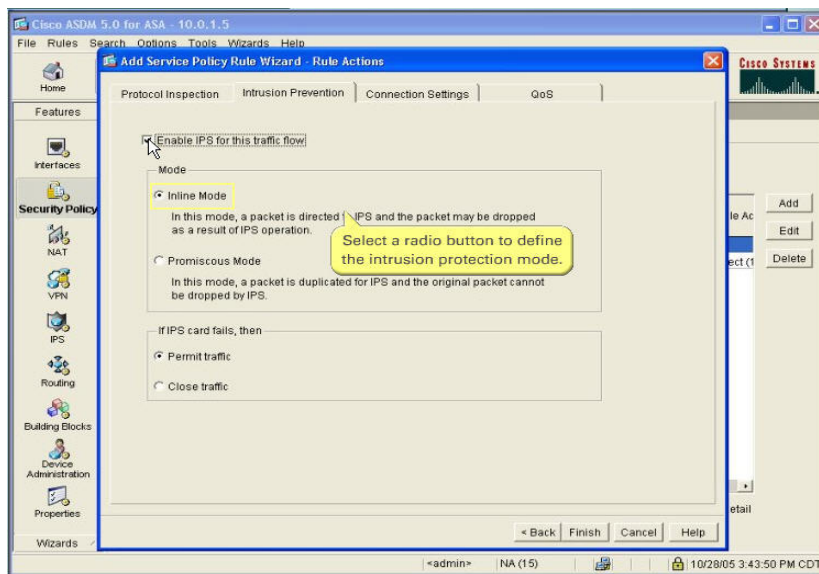 Cisco ASDM 5.0 for ASA - 10.0.1.5
File Rules Search Options Tools Wizards Help
Home
CISCO SYSTEMS
Add Service Policy Rule Wizard - Rule Actions
Protocol Inspection Intrusion Prevention Connection Settings QoS
Features
Interfaces
Security Policy
NAT
VPN
IPS
Routing
Building Blocks
Device
Administration
Properties
Wizards
Enable IPS for this traffic flow
Mode
Inline Mode
In this mode, a packet is directed IPS and the packet may be dropped
as a result of IPS operation.
Select a radio button to define
the intrusion protection mode.
Promiscous Mode
In this mode, a packet is duplicated for IPS and the original packet cannot
be dropped by IPS.
If IPS card fails, then
Permit traffic
Close traffic
le Ac
ect (1
Add
Edit
Delete
etail
< Back Finish Cancel Help
<admin> NA (15) 10/28/05 3:43:50 PM CDT